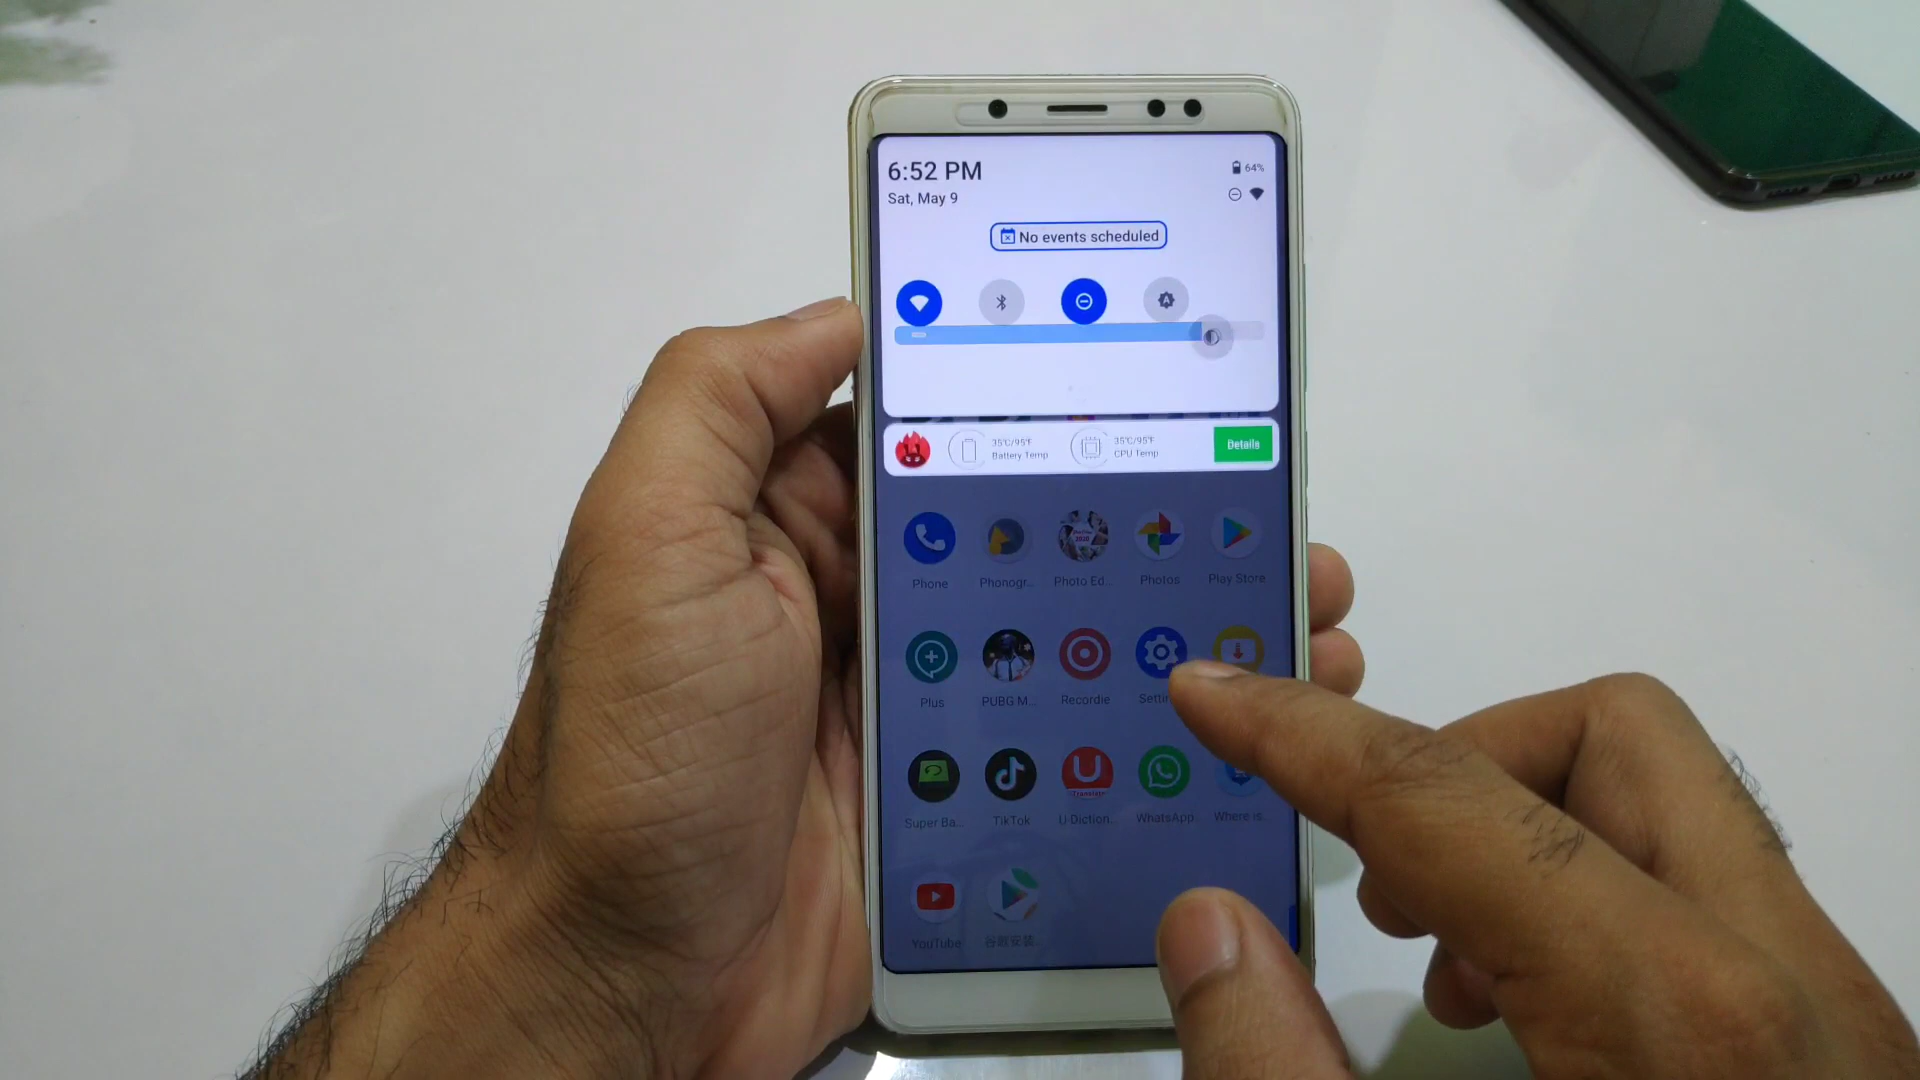 6:52 PM
64%
Sat, May 9
No events scheduled
35°C/95°F
Battery Temp
35°C/95°F
CPU Temp
Details
Phone
Phonogr...
Photo Ed...
Photos
Play Store
Plus
PUBG M...
Recordie
Super Ba...
TikTok
U Diction...
WhatsApp
Where is...
YouTube